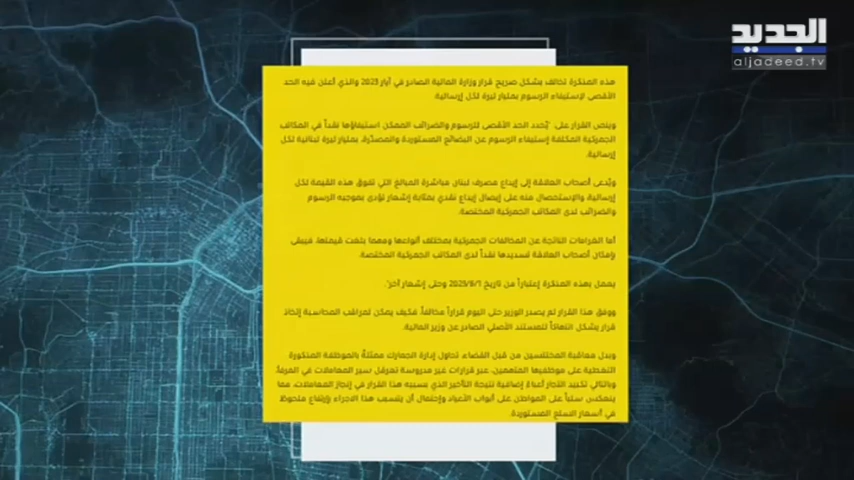 الجديد
aljadeed.tv
هذه المذكرة تخالف بشكل صريح قرار وزارة المالية الصادر في أيار 2023 والذي أعلن فيه الحد
الأقصى لإستيفاء الرسوم بمليار ليرة لكل إرسالية.
وينص القرار على: "يُحدد الحد الأقصى للرسوم والضرائب الممكن استيفاؤها نقداً في المكاتب
الجمركية المكلفة إستيفاء الرسوم عن البضائع المستوردة والمصدّرة، بمليار ليرة لبنانية لكل
إرسالية.
ويُدعى أصحاب العلاقة إلى إيداع مصرف لبنان مباشرة المبالغ التي تفوق هذه القيمة لكل
إرسالية، والإستحصال منه على إيصال إيداع نقدي بمثابة إشعار تؤدى بموجبه الرسوم
والضرائب لدى المكاتب الجمركية المختصة.
أما الغرامات الناتجة عن المخالفات الجمركية بمختلف أنواعها ومهما بلغت قيمتها، فيبقى
بإمكان أصحاب العلاقة تسديدها نقداً لدى المكاتب الجمركية المختصة.
يعمل بهذه المذكرة إعتباراً من تاريخ 2023/6/1 وحتى إشعار آخر".
ووفق هذا القرار لم يصدر الوزير حتى اليوم قراراً مخالفاً، فكيف يمكن لمراقب المحاسبة إتخاذ
قرار يشكل انتهاكاً للمستند الأصلي الصادر عن وزير المالية.
وبدل معاقبة المختلسين من قبل القضاء، تحاول إدارة الجمارك ممثلةً بالموظفة المذكورة
التغطية على موظفيها المتهمين، عبر قرارات غير مدروسة تعرقل سير المعاملات في المرفأ،
وبالتالي تكبيد التجار أعباءً إضافية نتيجة التأخير الذي يسببه هذا القرار في إنجاز المعاملات، مما
ينعكس سلباً على المواطن على أبواب الأعياد وإحتمال أن يتسبب هذا الاجراء بإرتفاع ملحوظ
في أسعار السلع المستوردة.